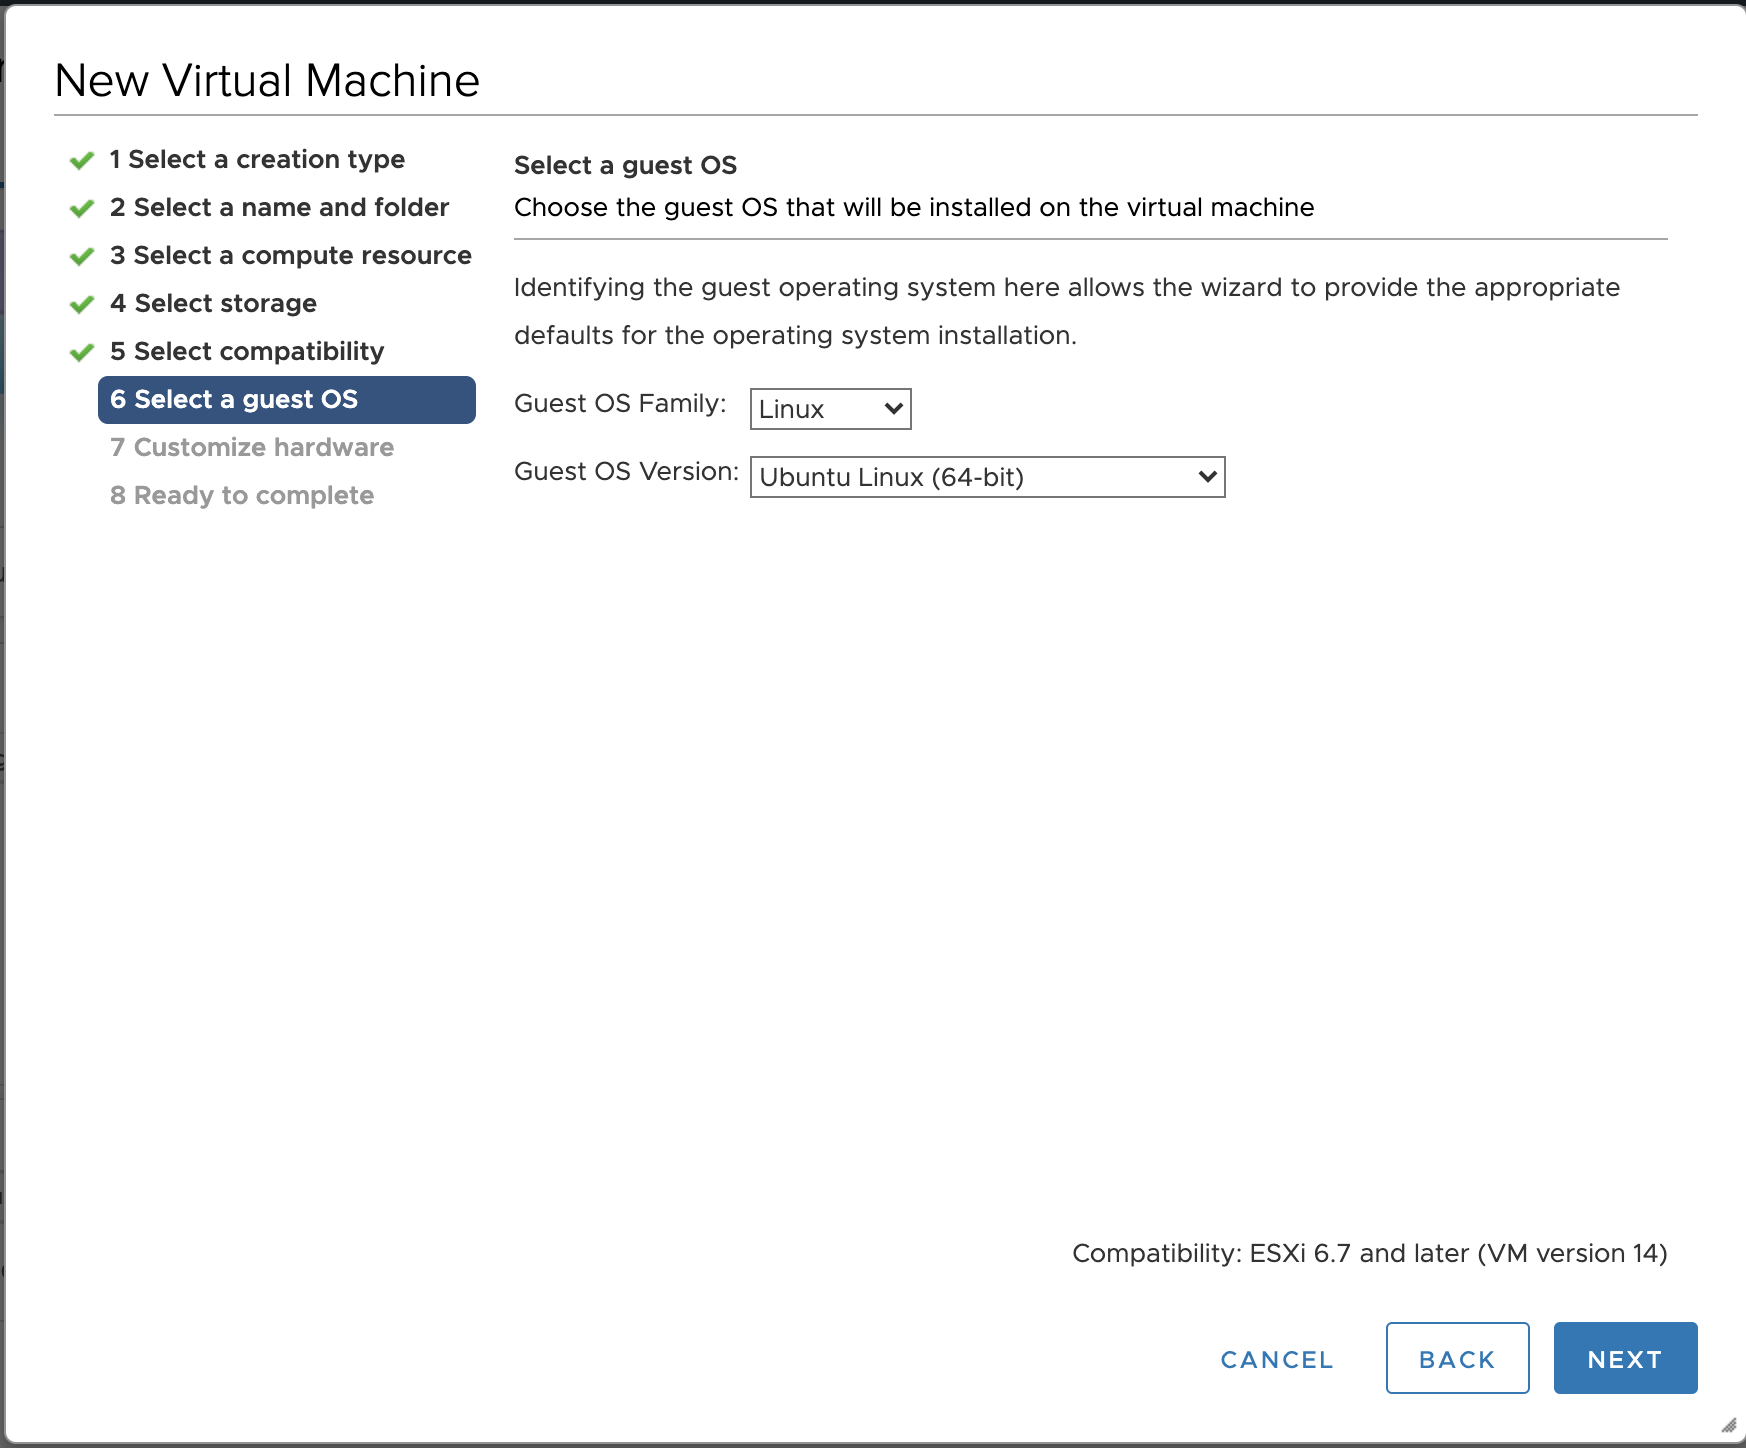 New Virtual Machine
1 Select a creation type
2 Select a name and folder
3 Select a compute resource
4 Select storage
5 Select compatibility
6 Select a guest OS
7 Customize hardware
8 Ready to complete
Select a guest OS
Choose the guest OS that will be installed on the virtual machine
Identifying the guest operating system here allows the wizard to provide the appropriate
defaults for the operating system installation.
Guest OS Family: Linux
Guest OS Version: Ubuntu Linux (64-bit)
Compatibility: ESXi 6.7 and later (VM version 14)
CANCEL BACK NEXT